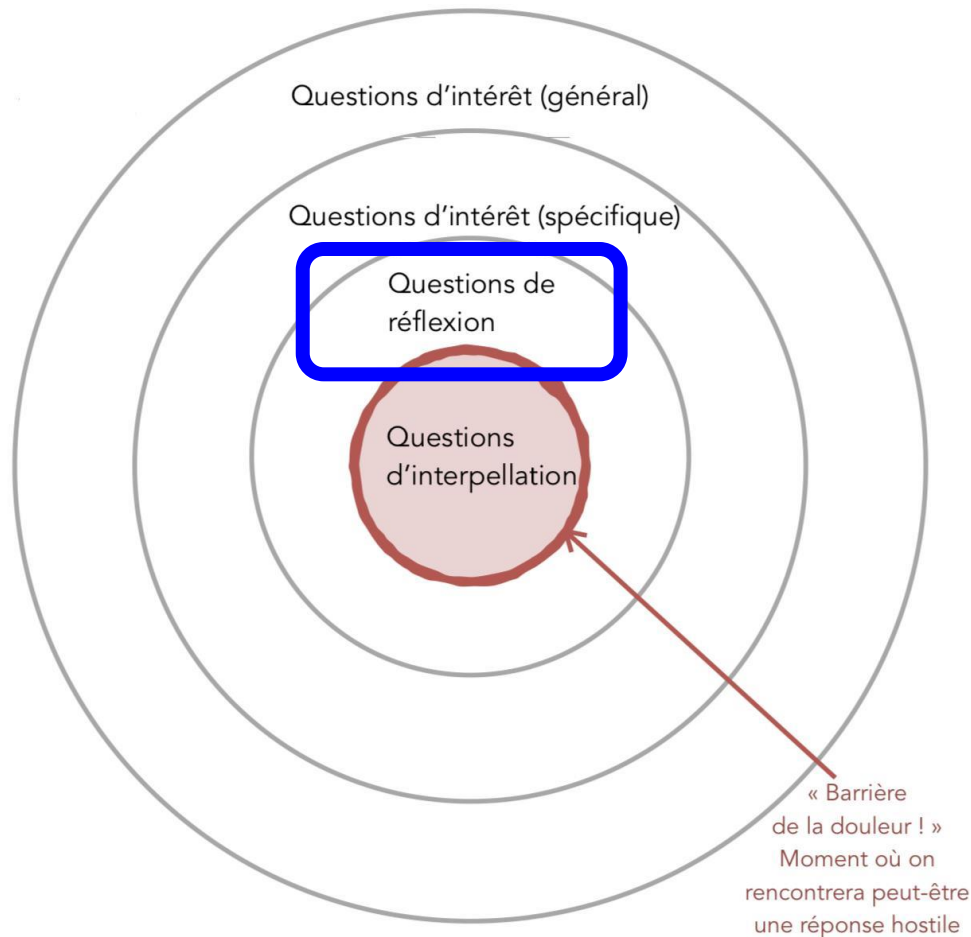 Questions d’intérêt (général)
Questions d’intérêt (spécifique)
Questions de
réflexion
Questions
d’interpellation
« Barrière
de la douleur ! »
Moment où on
rencontrera peut-être
une réponse hostile